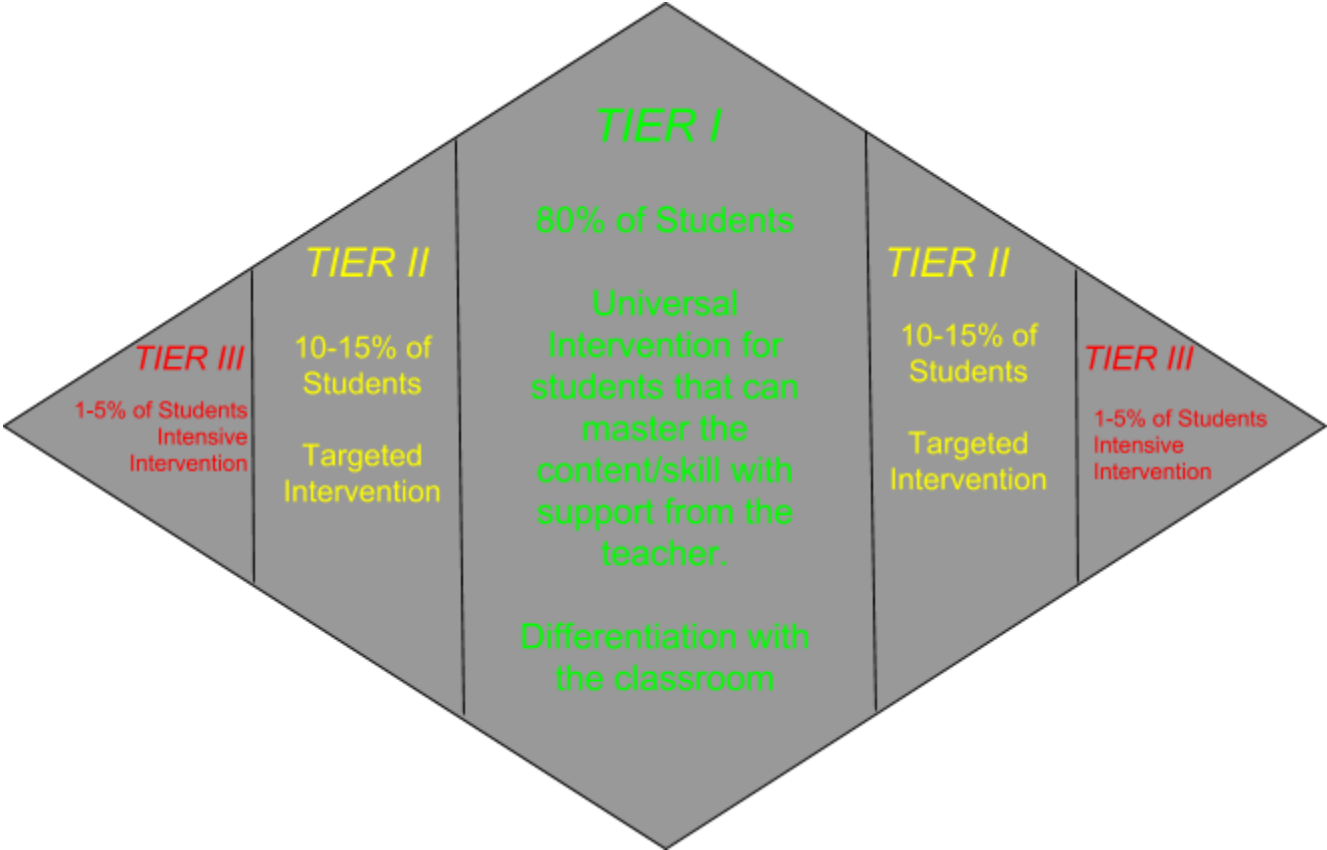 TIER III
1-5% of Students
Intensive
Intervention
TIER II
10-15% of
Students
Targeted
Intervention
TIER I
80% of Students
Universal
Intervention for
students that can
master the
content/skill with
support from the
teacher.
Differentiation with
the classroom
TIER II
10-15% of
Students
Targeted
Intervention
TIER III
1-5% of Students
Intensive
Intervention